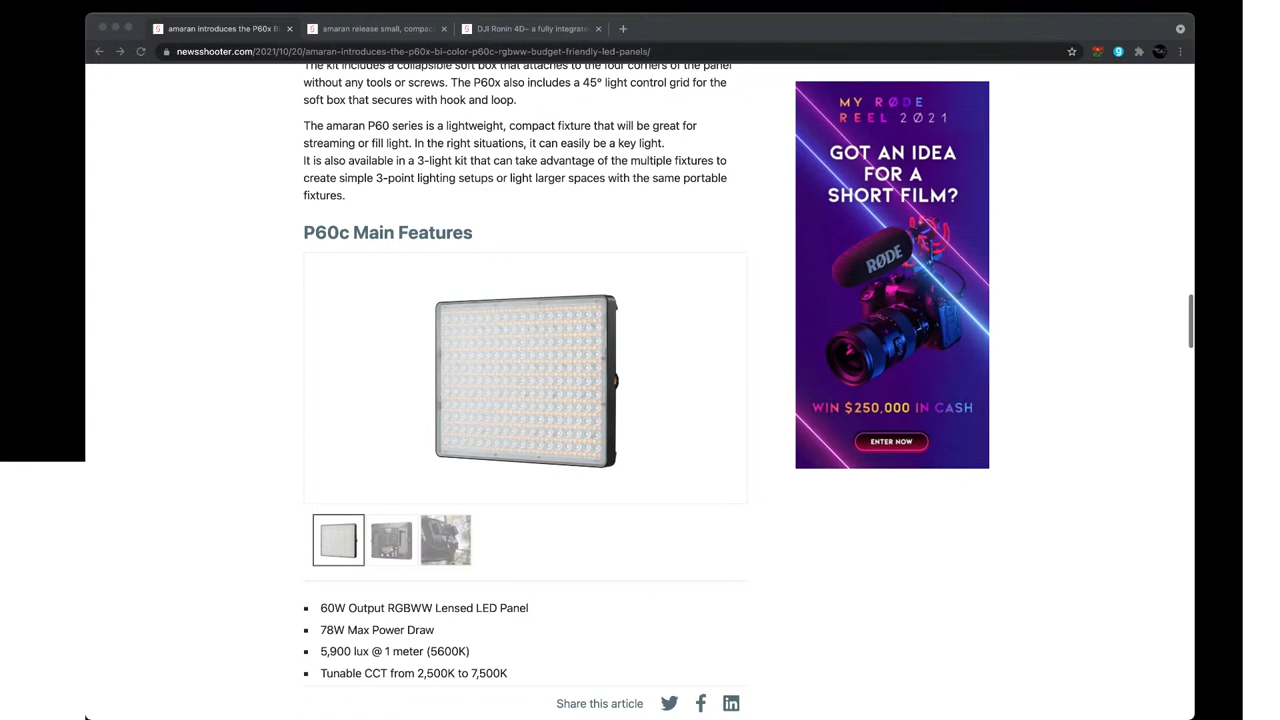 amaran introduces the P60x B
amaran release small, compac
DJI Ronin 4D– a fully integrate
newsshooter.com/2021/10/20/amaran-introduces-the-p60x-bi-color-p60c-rgbww-budget-friendly-led-panels/
The kit includes a collapsible soft box that attaches to the four corners of the panel
without any tools or screws. The P60x also includes a 45° light control grid for the
soft box that secures with hook and loop.
The amaran P60 series is a lightweight, compact fixture that will be great for
streaming or fill light. In the right situations, it can easily be a key light.
It is also available in a 3-light kit that can take advantage of the multiple fixtures to
create simple 3-point lighting setups or light larger spaces with the same portable
fixtures.
P60c Main Features
60W Output RGBWW Lensed LED Panel
78W Max Power Draw
5,900 lux @ 1 meter (5600K)
Tunable CCT from 2,500K to 7,500K
Share this article
MY RØDE
REEL 2021
GOT AN IDEA
FOR A
SHORT FILM?
RØDE
WIN $250,000 IN CASH
ENTER NOW